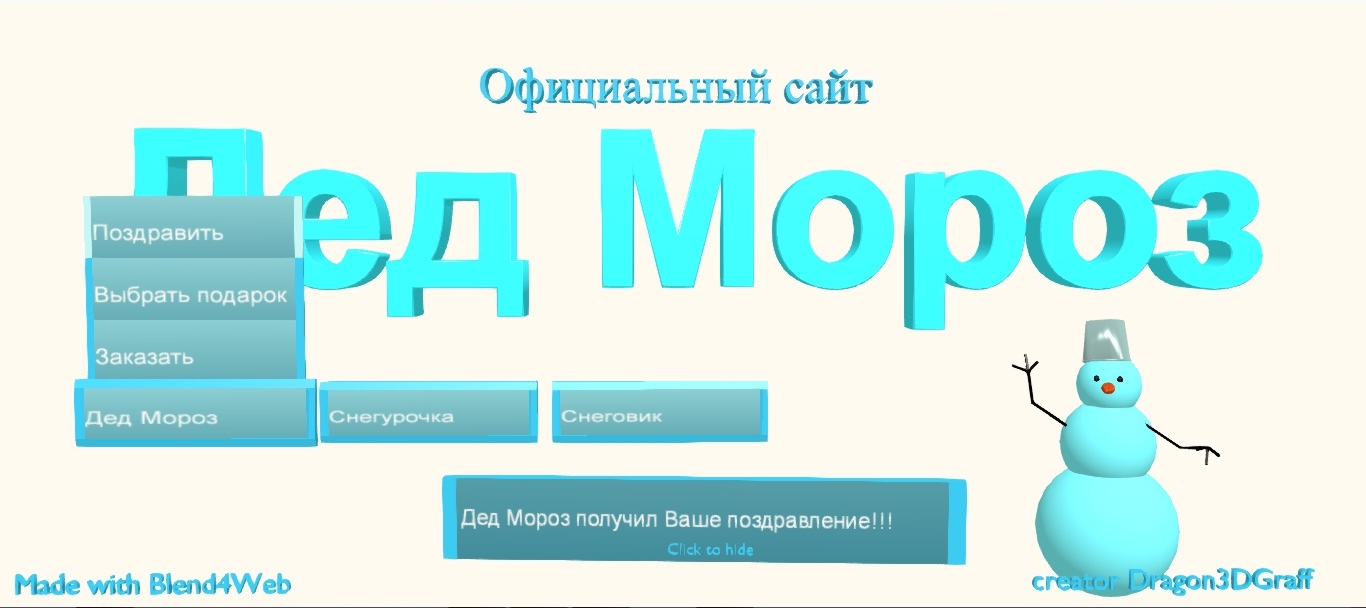 Официальный сайт
Дед Мороз
Поздравить
Выбрать подарок
Заказать
Дед Мороз
Снегурочка
Снеговик
Дед Мороз получил Ваше поздравление!!!
Click to hide
Made with Blend4Web
creator Dragon3DGraff